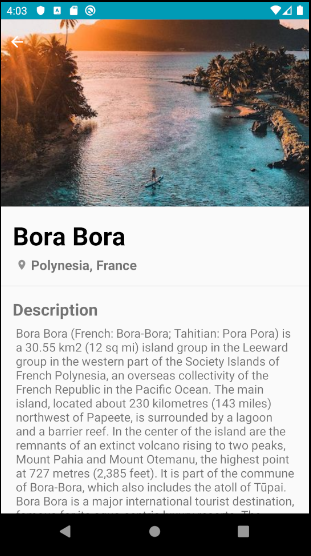 4:03
Bora Bora
Polynesia, France
Description
Bora Bora (French: Bora-Bora; Tahitian: Pora Pora) is
a 30.55 km2 (12 sq mi) island group in the Leeward
group in the western part of the Society Islands of
French Polynesia, an overseas collectivity of the
French Republic in the Pacific Ocean. The main
island, located about 230 kilometres (143 miles)
northwest of Papeete, is surrounded by a lagoon
and a barrier reef. In the center of the island are the
remnants of an extinct volcano rising to two peaks,
Mount Pahia and Mount Otemanu, the highest point
at 727 metres (2,385 feet). It is part of the commune
of Bora-Bora, which also includes the atoll of Tūpai.
Bora Bora is a major international tourist destination,